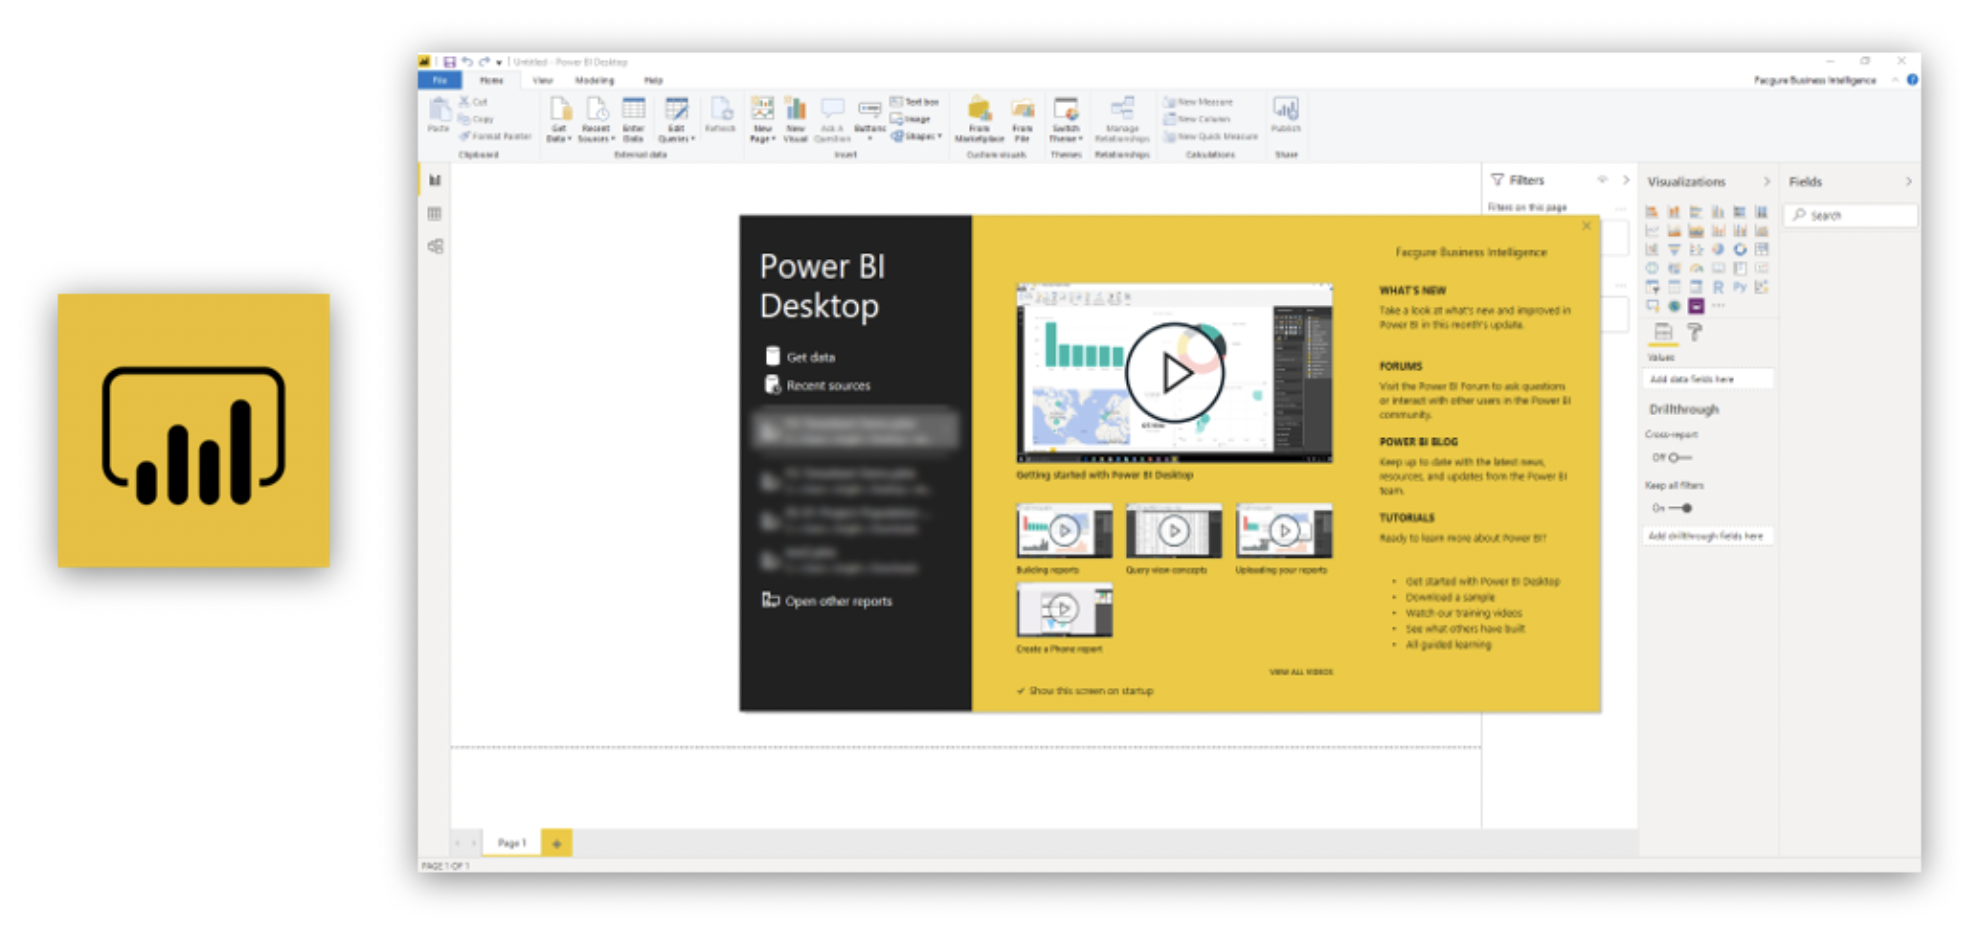 Untitled - Power BI Desktop
File Home View Modeling Help
Facgure Business Intelligence
Paste
Cut
Copy
Format Painter
Clipboard
Get Data
Recent Sources
Enter Data
Edit Queries
Refresh
External data
New Page
New Visual
Ask A Question
Buttons
Text box
Image
Shapes
Insert
From Marketplace
From File
Custom visuals
Switch Theme
Themes
Manage Relationships
Relationships
New Measure
New Column
New Quick Measure
Calculations
Publish
Share
Filters
Filters on this page
Visualizations
Values
Add data fields here
Drillthrough
Cross-report
Off
Keep all filters
On
Add drillthrough fields here
Fields
Search
Power BI
Desktop
Get data
Recent sources
Open other reports
Getting started with Power BI Desktop
Building reports
Query view concepts
Uploading your reports
Create a Phone report
VIEW ALL VIDEOS
Show this screen on startup
Facgure Business Intelligence
WHAT'S NEW
Take a look at what's new and improved in
Power BI in this month's update.
FORUMS
Visit the Power BI Forum to ask questions
or interact with other users in the Power BI
community.
POWER BI BLOG
Keep up to date with the latest news,
resources, and updates from the Power BI
team.
TUTORIALS
Ready to learn more about Power BI?
• Get started with Power BI Desktop
• Download a sample
• Watch our training videos
• See what others have built
• All guided learning
Page 1
PAGE 1 OF 1